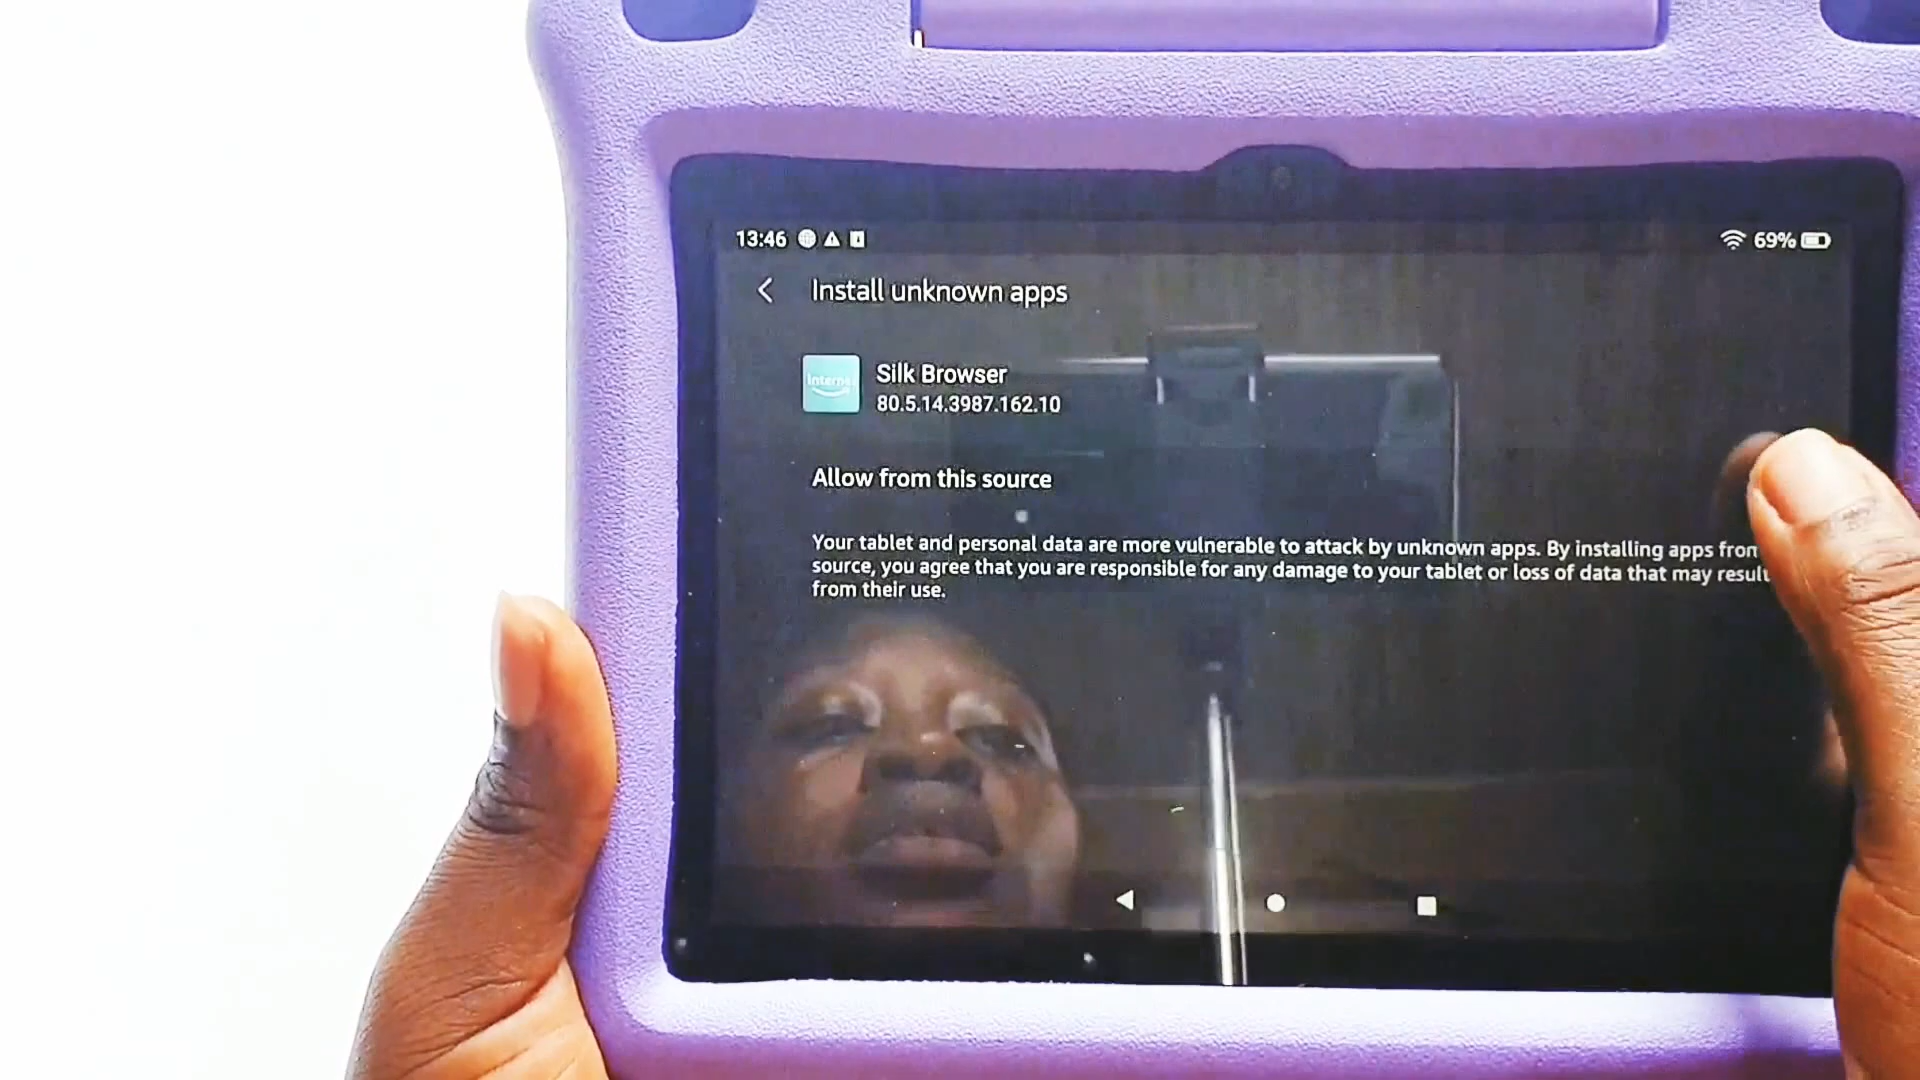 13:46
69%
Install unknown apps
Silk Browser
80.5.14.3987.162.10
Allow from this source
Your tablet and personal data are more vulnerable to attack by unknown apps. By installing apps from
source, you agree that you are responsible for any damage to your tablet or loss of data that may result
from their use.